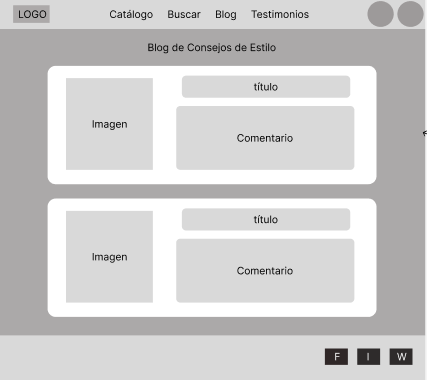 LOGO Catálogo Buscar Blog Testimonios
Blog de Consejos de Estilo
título
Imagen
Comentario
título
Imagen
Comentario
F I W